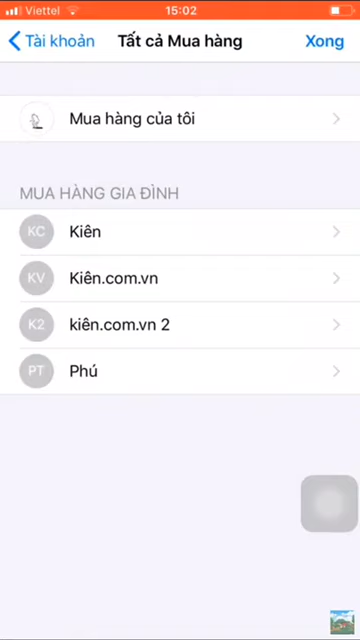 Viettel
15:02
Tài khoản
Tất cả Mua hàng
Xong
Mua hàng của tôi
MUA HÀNG GIA ĐÌNH
KC
Kiên
KV
Kiên.com.vn
K2
kiên.com.vn 2
PT
Phú